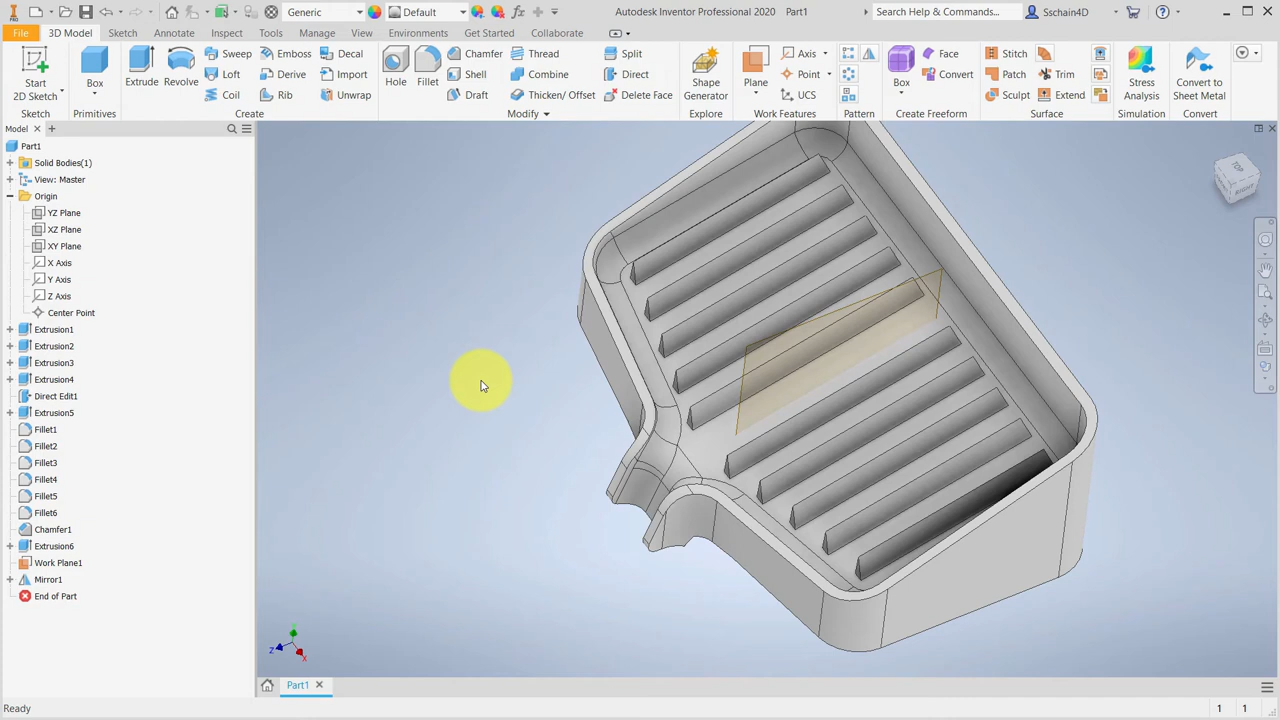 Generic
Default
Autodesk Inventor Professional 2020 Part1
Search Help & Commands...
Sschain4D
File
3D Model
Sketch
Annotate
Inspect
Tools
Manage
View
Environments
Get Started
Collaborate
Start
2D Sketch
Box
Extrude
Revolve
Sweep
Emboss
Decal
Loft
Derive
Import
Coil
Rib
Unwrap
Hole
Fillet
Chamfer
Thread
Split
Shell
Combine
Direct
Draft
Thicken/ Offset
Delete Face
Shape
Generator
Plane
Axis
Point
UCS
Box
Face
Convert
Stitch
Patch
Trim
Sculpt
Extend
Stress
Analysis
Convert to
Sheet Metal
Sketch
Primitives
Create
Modify
Explore
Work Features
Pattern
Create Freeform
Surface
Simulation
Convert
Model
Part1
Solid Bodies(1)
View: Master
Origin
YZ Plane
XZ Plane
XY Plane
X Axis
Y Axis
Z Axis
Center Point
Extrusion1
Extrusion2
Extrusion3
Extrusion4
Direct Edit1
Extrusion5
Fillet1
Fillet2
Fillet3
Fillet4
Fillet5
Fillet6
Chamfer1
Extrusion6
Work Plane1
Mirror1
End of Part
TOP
RIGHT
Z
X
Part1
Ready
1 1